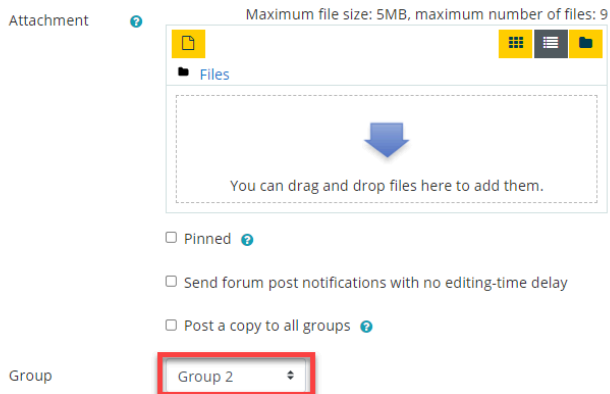 Attachment Maximum file size: 5MB, maximum number of files: 9
Files
You can drag and drop files here to add them.
Pinned
Send forum post notifications with no editing-time delay
Post a copy to all groups
Group Group 2